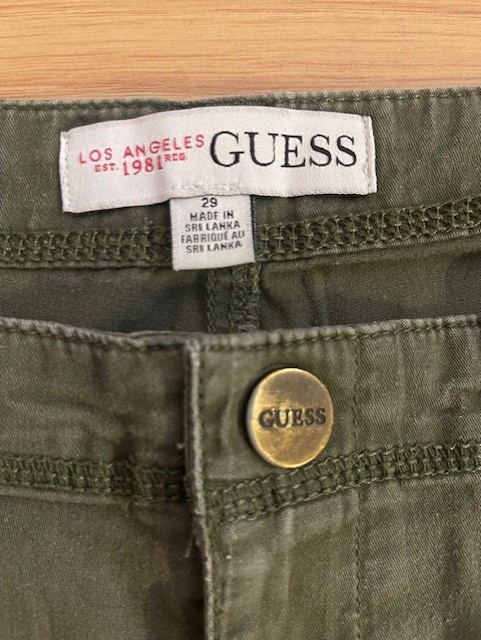 LOS ANGELES
EST. 1981 REG.
GUESS
29
MADE IN
SRI LANKA
FABRIQUÉ AU
SRI LANKA
GUESS